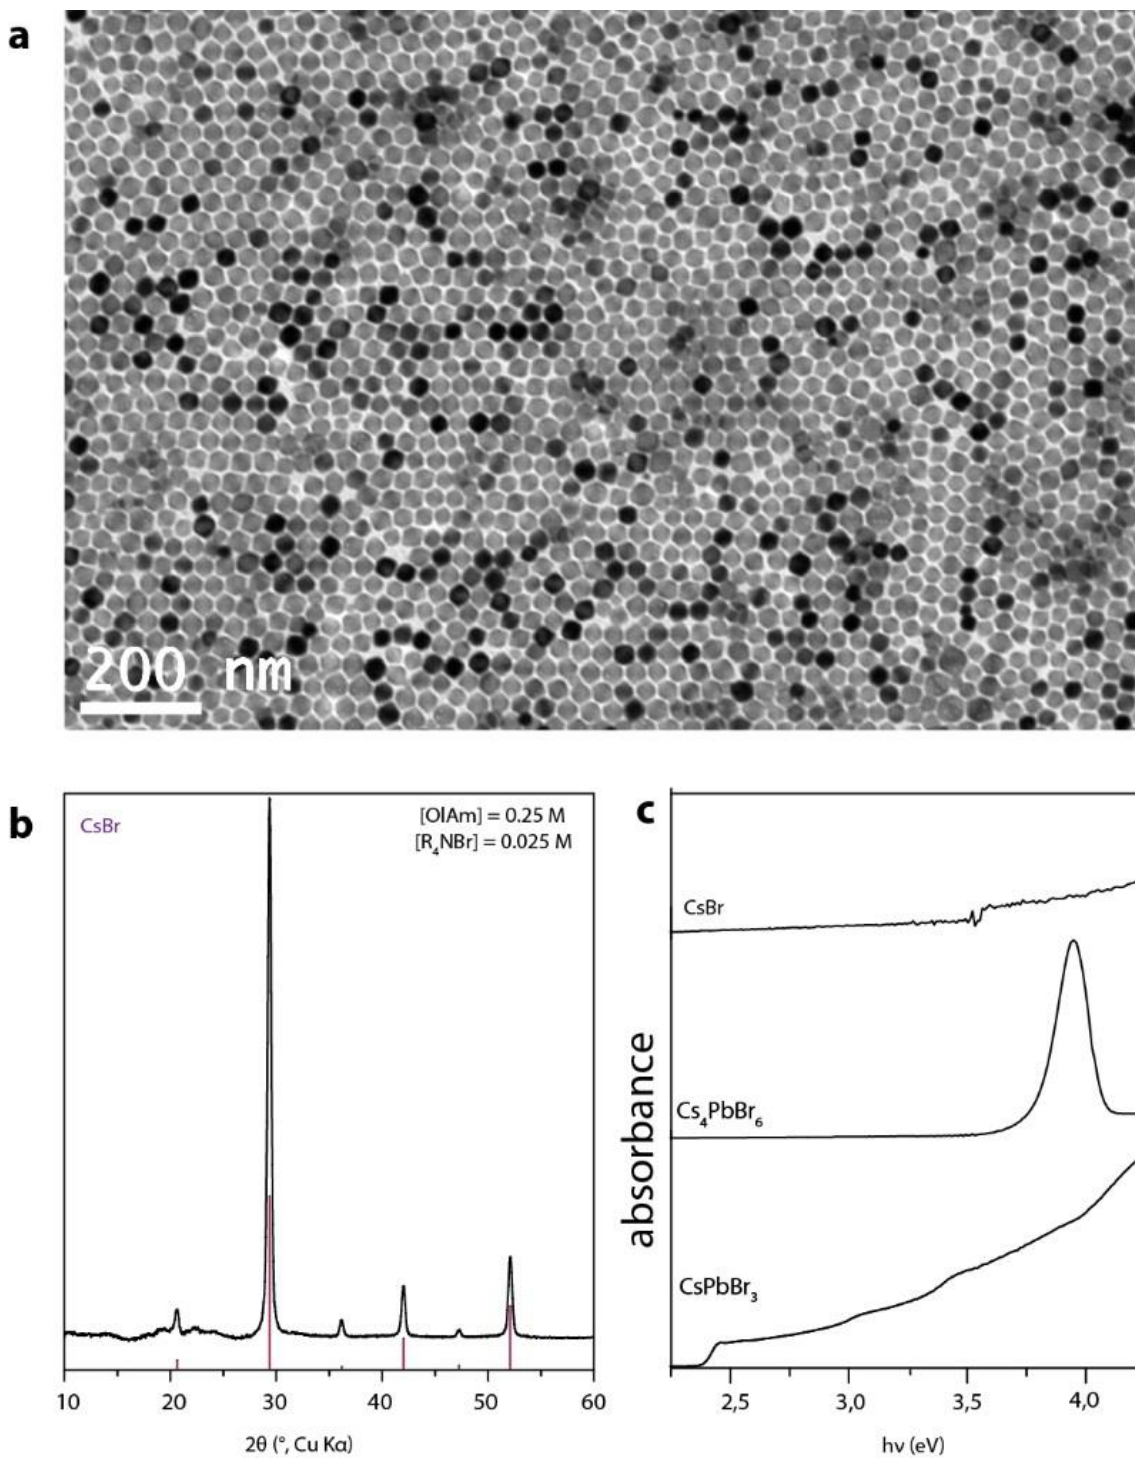 a
200 nm
b
CsBr
[OlAm] = 0.25 M
[R₄NBr] = 0.025 M
10 20 30 40 50 60
2θ (°, Cu Kα)
c
absorbance
CsBr
Cs₄PbBr₆
CsPbBr₃
2,5 3,0 3,5 4,0
hν (eV)